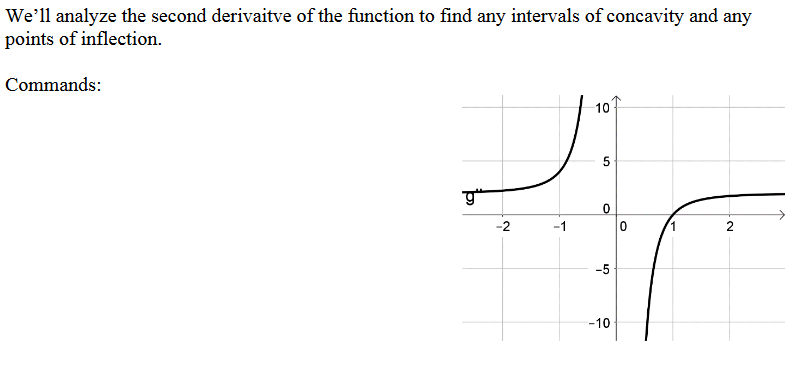 We’ll analyze the second derivaitve of the function to find any intervals of concavity and any
points of inflection.
Commands:
10
5
g''
0
−2 −1 0 1 2
−5
−10